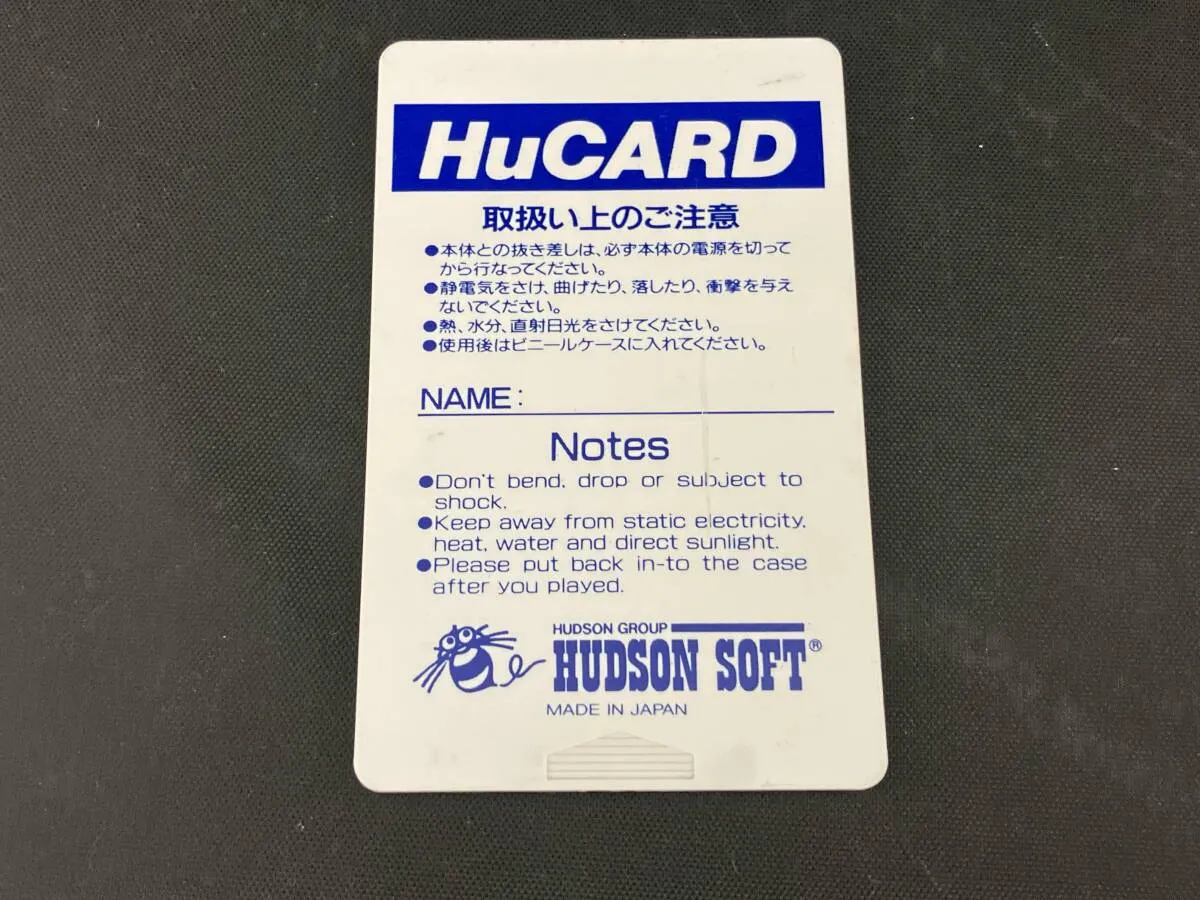 HuCARD
取扱い上のご注意
●本体との抜き差しは、必ず本体の電源を切って
から行なってください。
●静電気をさけ、曲げたり、落したり、衝撃を与え
ないでください。
●熱、水分、直射日光をさけてください。
●使用後はビニールケースに入れてください。
NAME:
Notes
●Don't bend, drop or subject to
shock.
●Keep away from static electricity,
heat, water and direct sunlight.
●Please put back in-to the case
after you played.
HUDSON GROUP
HUDSON SOFT®
MADE IN JAPAN